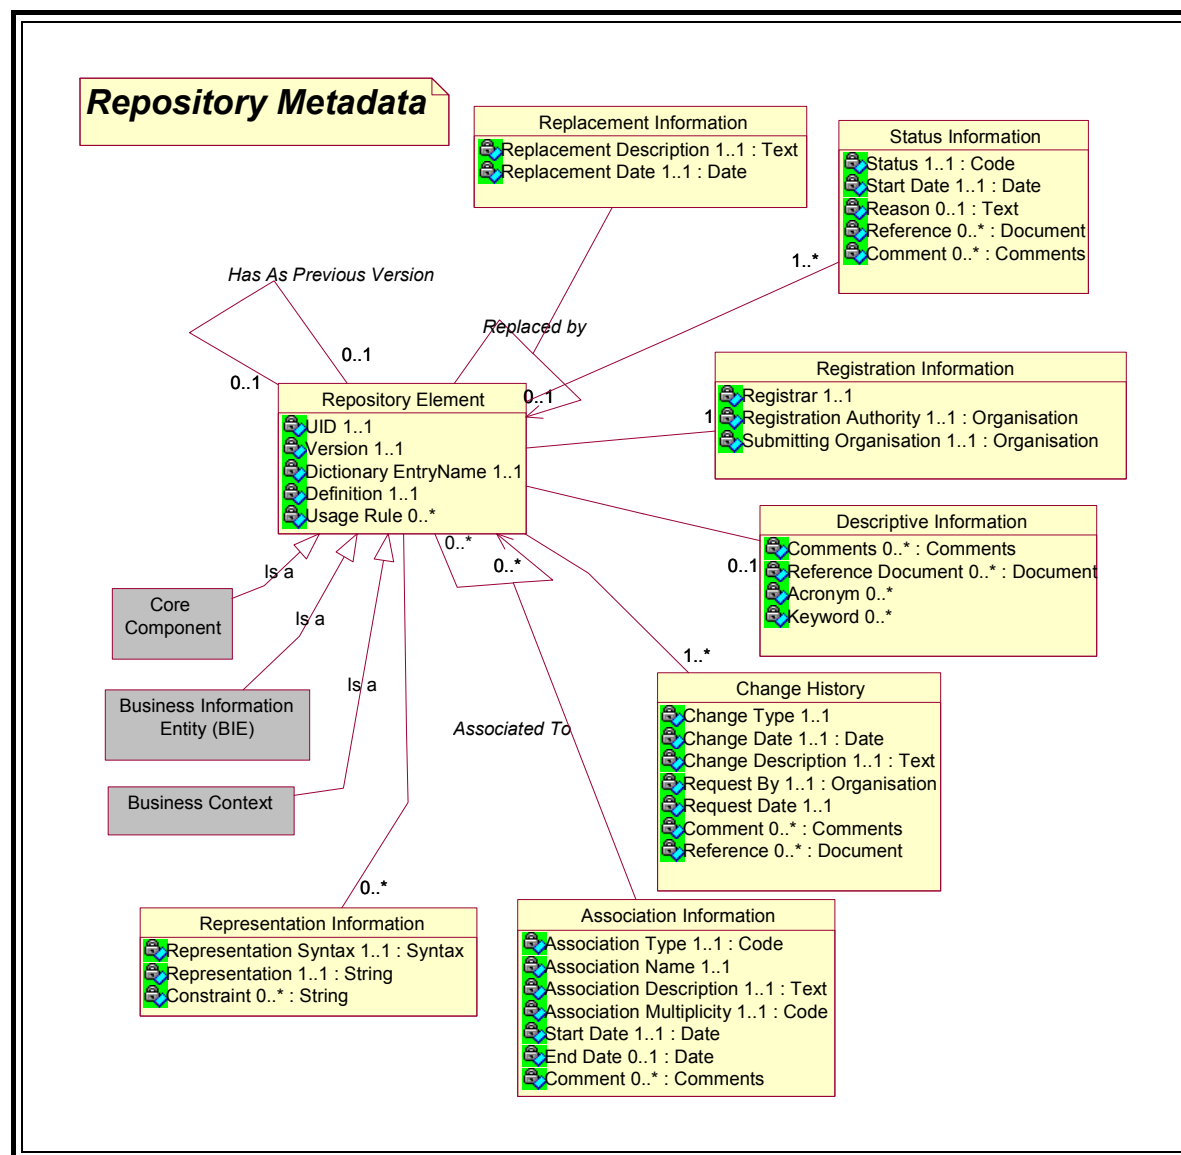 Repository Metadata
Replacement Information
Replacement Description 1..1 : Text
Replacement Date 1..1 : Date
Status Information
Status 1..1 : Code
Start Date 1..1 : Date
Reason 0..1 : Text
Reference 0..* : Document
Comment 0..* : Comments
1..*
Has As Previous Version
Replaced by
0..1
0..1
0..1
Repository Element
UID 1..1
Version 1..1
Dictionary EntryName 1..1
Definition 1..1
Usage Rule 0..*
Registration Information
Registrar 1..1
Registration Authority 1..1 : Organisation
Submitting Organisation 1..1 : Organisation
1
Descriptive Information
Comments 0..* : Comments
Reference Document 0..* : Document
Acronym 0..*
Keyword 0..*
0..1
0..*
0..*
Is a
Core
Component
Is a
Business Information
Entity (BIE)
Is a
Business Context
Associated To
1..*
Change History
Change Type 1..1
Change Date 1..1 : Date
Change Description 1..1 : Text
Request By 1..1 : Organisation
Request Date 1..1
Comment 0..* : Comments
Reference 0..* : Document
0..*
Representation Information
Representation Syntax 1..1 : Syntax
Representation 1..1 : String
Constraint 0..* : String
Association Information
Association Type 1..1 : Code
Association Name 1..1
Association Description 1..1 : Text
Association Multiplicity 1..1 : Code
Start Date 1..1 : Date
End Date 0..1 : Date
Comment 0..* : Comments